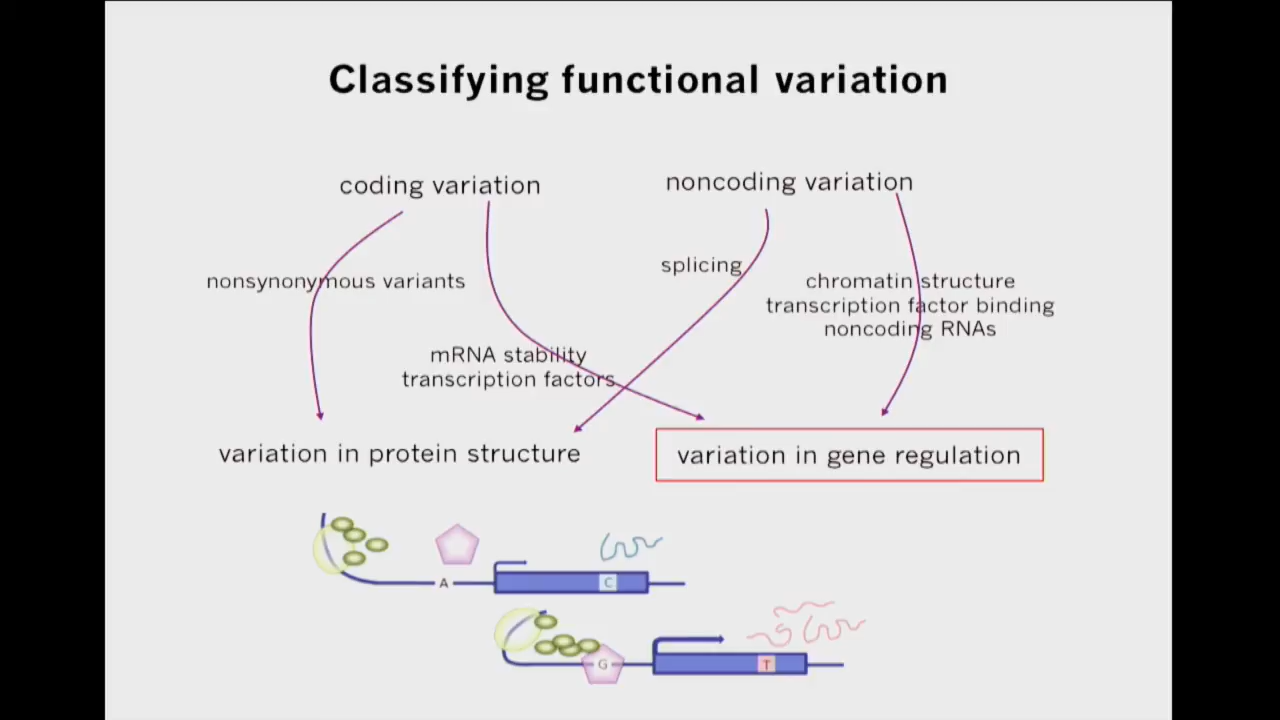 Classifying functional variation
coding variation
noncoding variation
nonsynonymous variants
splicing
chromatin structure
transcription factor binding
noncoding RNAs
mRNA stability
transcription factors
variation in protein structure
variation in gene regulation
A
C
G
T